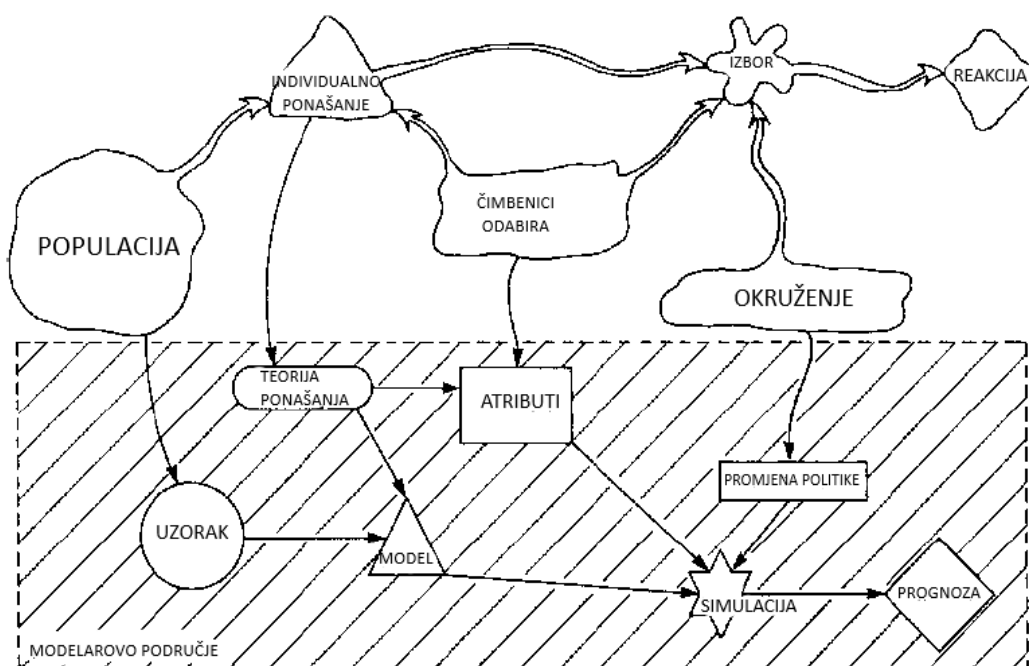 INDIVIDUALNO
PONAŠANJE
IZBOR
REAKCIJA
ČIMBENICI
ODABIRA
POPULACIJA
OKRUŽENJE
TEORIJA
PONAŠANJA
ATRIBUTI
PROMJENA POLITIKE
UZORAK
MODEL
SIMULACIJA
PROGNOZA
MODELAROVO PODRUČJE